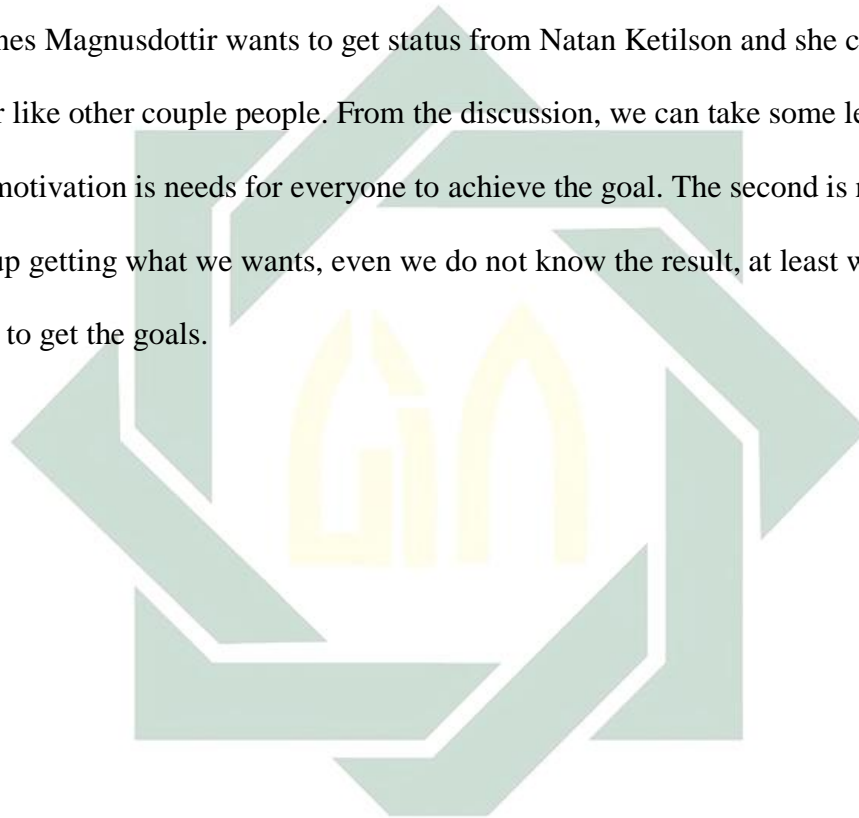 nes Magnusdottir wants to get status from Natan Ketilson and she c
r like other couple people. From the discussion, we can take some le
motivation is needs for everyone to achieve the goal. The second is
up getting what we wants, even we do not know the result, at least w
to get the goals.